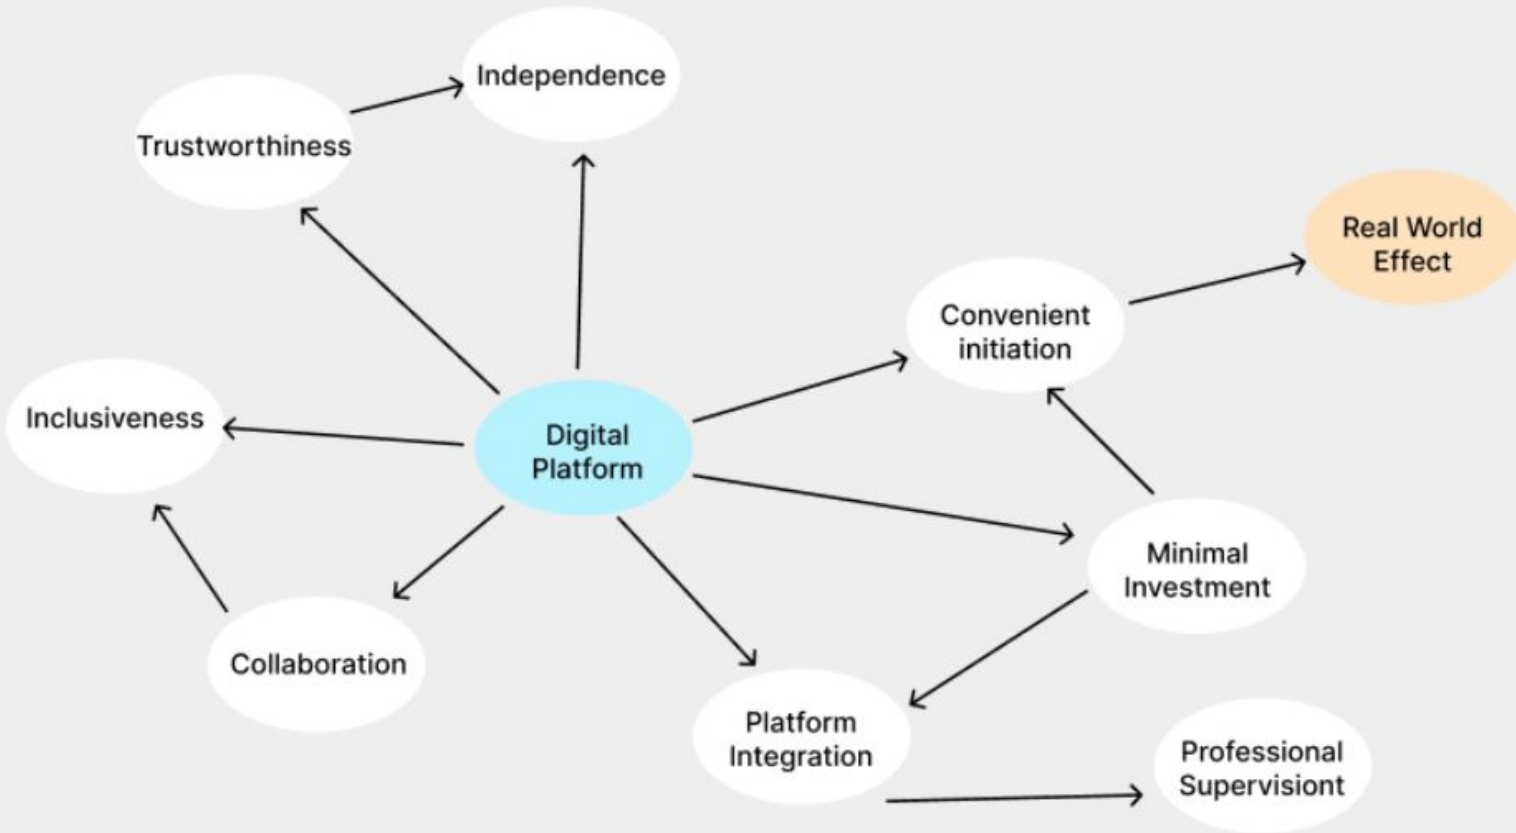 Independence
Trustworthiness
Real World
Effect
Convenient
initiation
Inclusiveness
Digital
Platform
Minimal
Investment
Collaboration
Platform
Integration
Professional
Supervisiont